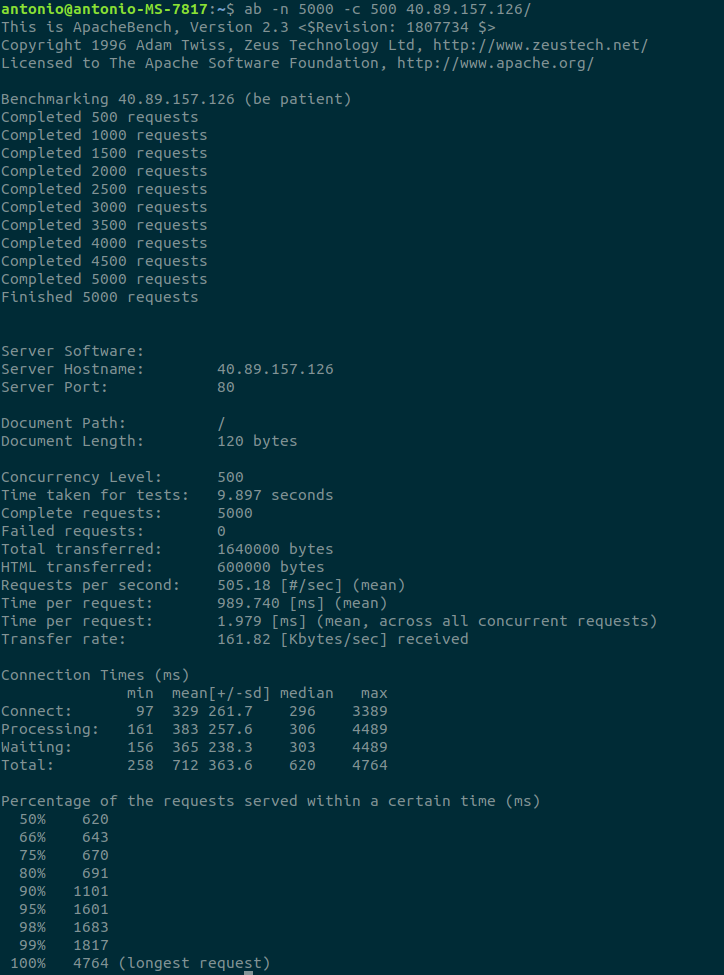 antonio@antonio-MS-7817:~$ ab -n 5000 -c 500 40.89.157.126/
This is ApacheBench, Version 2.3 <$Revision: 1807734 $>
Copyright 1996 Adam Twiss, Zeus Technology Ltd, http://www.zeustech.net/
Licensed to The Apache Software Foundation, http://www.apache.org/

Benchmarking 40.89.157.126 (be patient)
Completed 500 requests
Completed 1000 requests
Completed 1500 requests
Completed 2000 requests
Completed 2500 requests
Completed 3000 requests
Completed 3500 requests
Completed 4000 requests
Completed 4500 requests
Completed 5000 requests
Finished 5000 requests


Server Software:
Server Hostname:        40.89.157.126
Server Port:            80

Document Path:          /
Document Length:        120 bytes

Concurrency Level:      500
Time taken for tests:   9.897 seconds
Complete requests:      5000
Failed requests:        0
Total transferred:      1640000 bytes
HTML transferred:       600000 bytes
Requests per second:    505.18 [#/sec] (mean)
Time per request:       989.740 [ms] (mean)
Time per request:       1.979 [ms] (mean, across all concurrent requests)
Transfer rate:          161.82 [Kbytes/sec] received

Connection Times (ms)
              min  mean[+/-sd] median   max
Connect:       97  329 261.7    296    3389
Processing:   161  383 257.6    306    4489
Waiting:      156  365 238.3    303    4489
Total:        258  712 363.6    620    4764

Percentage of the requests served within a certain time (ms)
  50%    620
  66%    643
  75%    670
  80%    691
  90%   1101
  95%   1601
  98%   1683
  99%   1817
 100%   4764 (longest request)